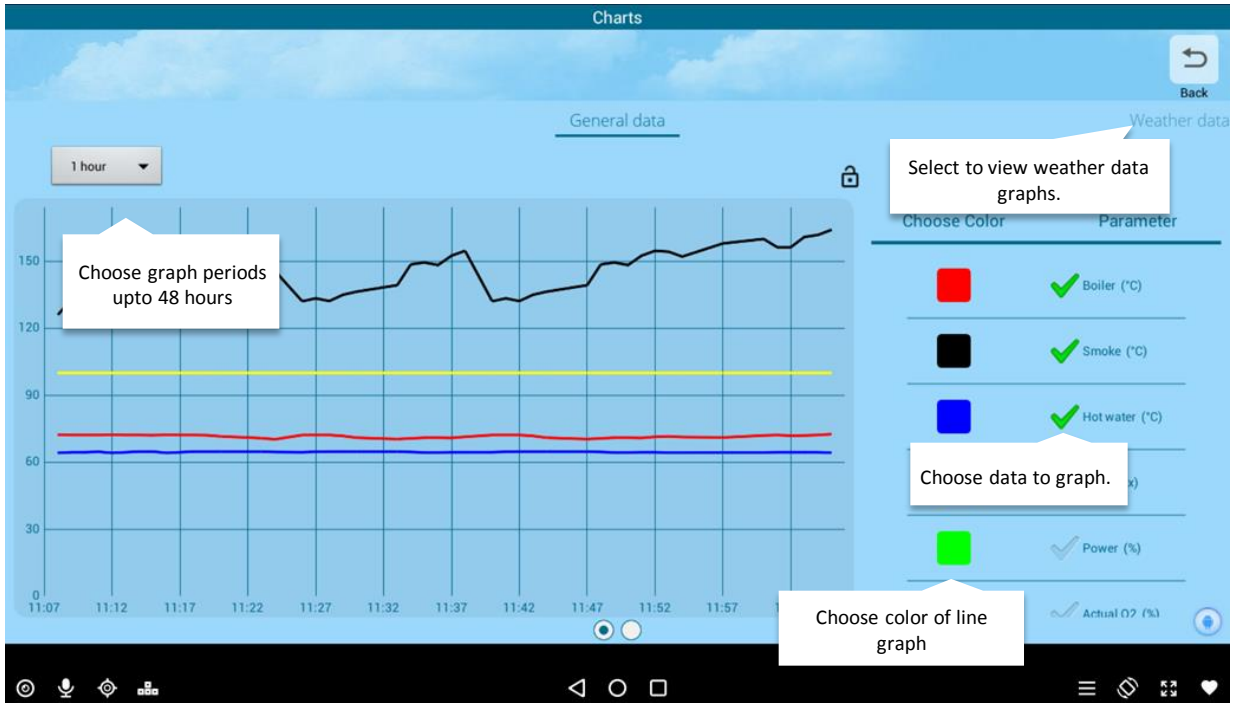 Charts
Back
General data
Weather data
1 hour
Select to view weather data
graphs.
Choose Color
Parameter
150
Choose graph periods
upto 48 hours
Boiler (°C)
120
Smoke (°C)
90
Hot water (°C)
60
Choose data to graph.
x)
30
Power (%)
0
11:07
11:12
11:17
11:22
11:27
11:32
11:37
11:42
11:47
11:52
11:57
Choose color of line
graph
Actual O2 (%)